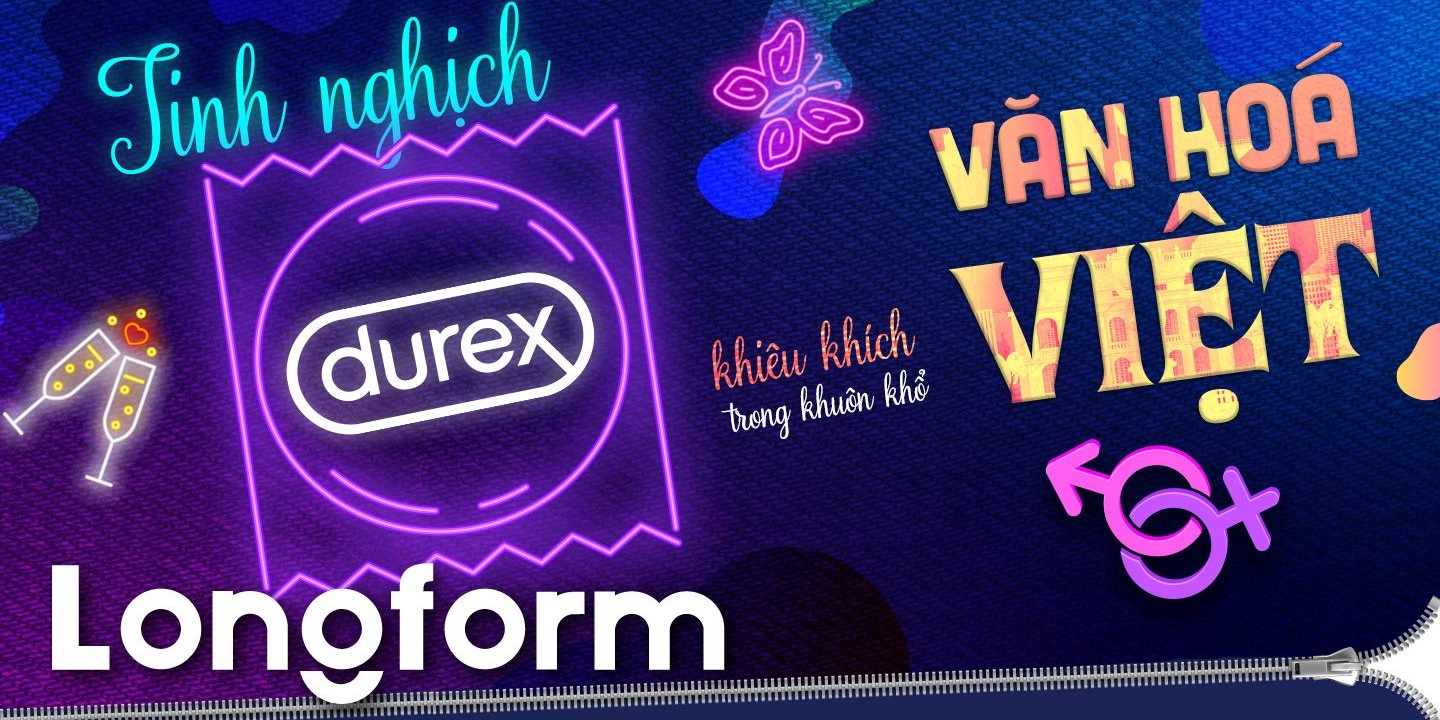 Tinh nghịch
durex
khiêu khích
trong khuôn khổ
VĂN HOÁ
VIỆT
Longform